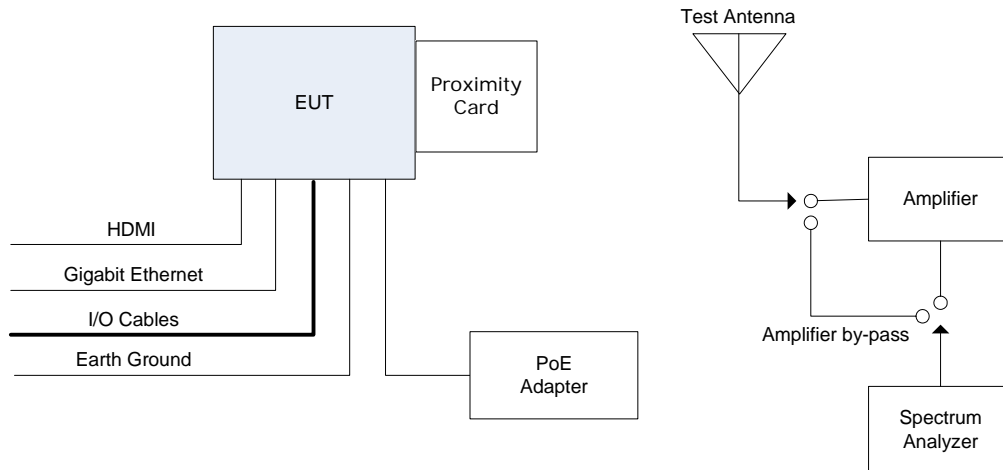 Test Antenna
EUT
Proximity
Card
Amplifier
HDMI
Gigabit Ethernet
I/O Cables
Amplifier by-pass
Earth Ground
PoE
Adapter
Spectrum
Analyzer